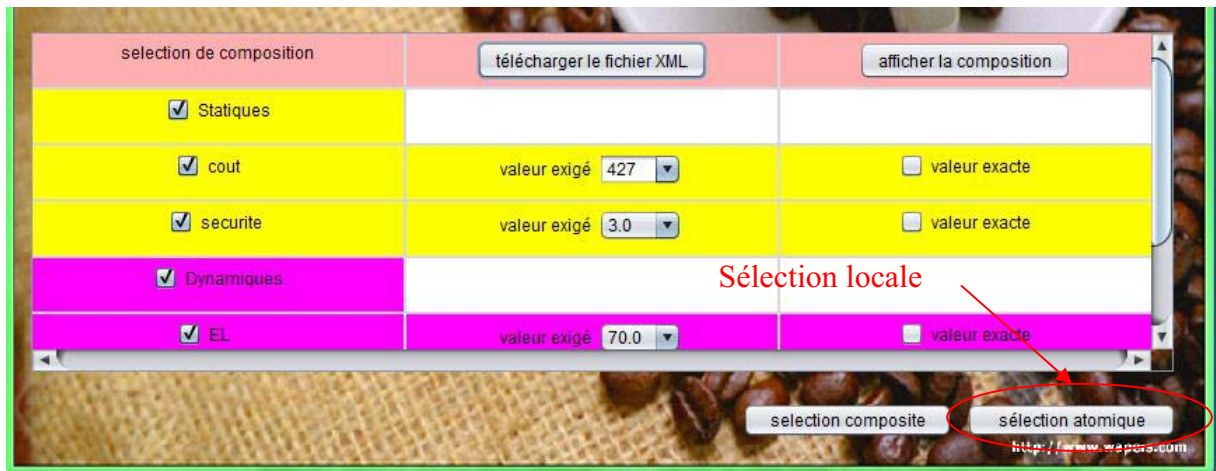 selection de composition télécharger le fichier XML afficher la composition
Statiques
cout valeur exigé 427 valeur exacte
securite valeur exigé 3.0 valeur exacte
Dynamiques
Sélection locale
EL valeur exigé 70.0 valeur exacte
selection composite sélection atomique
http://www.wapers.com